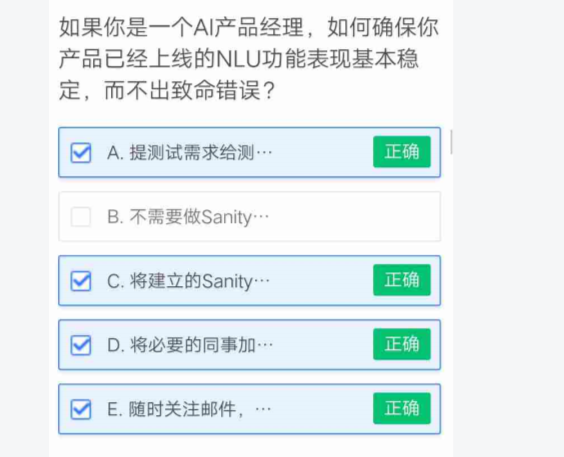 如果你是一个AI产品经理，如何确保你
产品已经上线的NLU功能表现基本稳
定，而不出致命错误？
A. 提测试需求给测… 正确
B. 不需要做Sanity…
C. 将建立的Sanity… 正确
D. 将必要的同事加… 正确
E. 随时关注邮件，… 正确